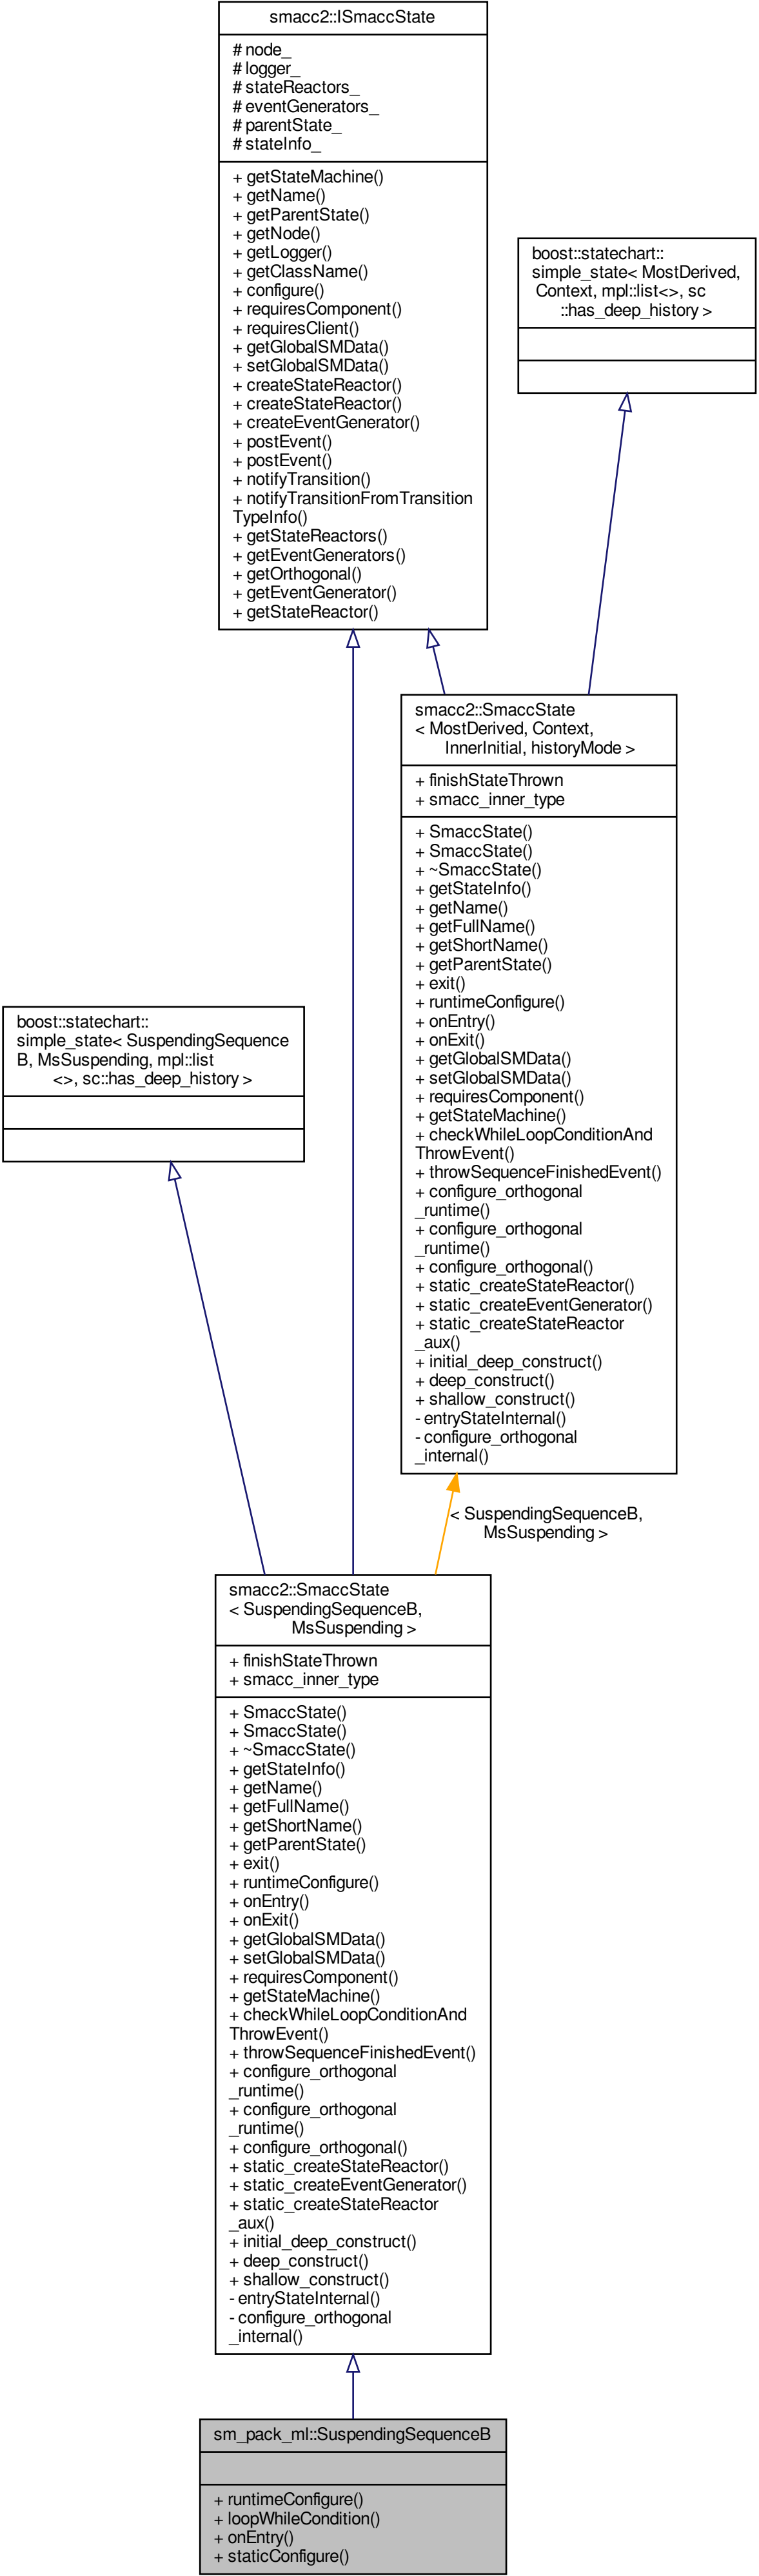 smacc2::ISmaccState
# node_
# logger_
# stateReactors_
# eventGenerators_
# parentState_
# stateInfo_
+ getStateMachine()
+ getName()
+ getParentState()
+ getNode()
+ getLogger()
+ getClassName()
+ configure()
+ requiresComponent()
+ requiresClient()
+ getGlobalSMData()
+ setGlobalSMData()
+ createStateReactor()
+ createStateReactor()
+ createEventGenerator()
+ postEvent()
+ postEvent()
+ notifyTransition()
+ notifyTransitionFromTransition
TypeInfo()
+ getStateReactors()
+ getEventGenerators()
+ getOrthogonal()
+ getEventGenerator()
+ getStateReactor()
boost::statechart::
simple_state< MostDerived,
Context, mpl::list<>, sc
::has_deep_history >
smacc2::SmaccState
< MostDerived, Context,
InnerInitial, historyMode >
+ finishStateThrown
+ smacc_inner_type
+ SmaccState()
+ SmaccState()
+ ~SmaccState()
+ getStateInfo()
+ getName()
+ getFullName()
+ getShortName()
+ getParentState()
+ exit()
+ runtimeConfigure()
+ onEntry()
+ onExit()
+ getGlobalSMData()
+ setGlobalSMData()
+ requiresComponent()
+ getStateMachine()
+ checkWhileLoopConditionAnd
ThrowEvent()
+ throwSequenceFinishedEvent()
+ configure_orthogonal
_runtime()
+ configure_orthogonal
_runtime()
+ configure_orthogonal()
+ static_createStateReactor()
+ static_createEventGenerator()
+ static_createStateReactor
_aux()
+ initial_deep_construct()
+ deep_construct()
+ shallow_construct()
- entryStateInternal()
- configure_orthogonal
_internal()
boost::statechart::
simple_state< SuspendingSequence
B, MsSuspending, mpl::list
<>, sc::has_deep_history >
< SuspendingSequenceB,
MsSuspending >
smacc2::SmaccState
< SuspendingSequenceB,
MsSuspending >
+ finishStateThrown
+ smacc_inner_type
+ SmaccState()
+ SmaccState()
+ ~SmaccState()
+ getStateInfo()
+ getName()
+ getFullName()
+ getShortName()
+ getParentState()
+ exit()
+ runtimeConfigure()
+ onEntry()
+ onExit()
+ getGlobalSMData()
+ setGlobalSMData()
+ requiresComponent()
+ getStateMachine()
+ checkWhileLoopConditionAnd
ThrowEvent()
+ throwSequenceFinishedEvent()
+ configure_orthogonal
_runtime()
+ configure_orthogonal
_runtime()
+ configure_orthogonal()
+ static_createStateReactor()
+ static_createEventGenerator()
+ static_createStateReactor
_aux()
+ initial_deep_construct()
+ deep_construct()
+ shallow_construct()
- entryStateInternal()
- configure_orthogonal
_internal()
sm_pack_ml::SuspendingSequenceB
+ runtimeConfigure()
+ loopWhileCondition()
+ onEntry()
+ staticConfigure()